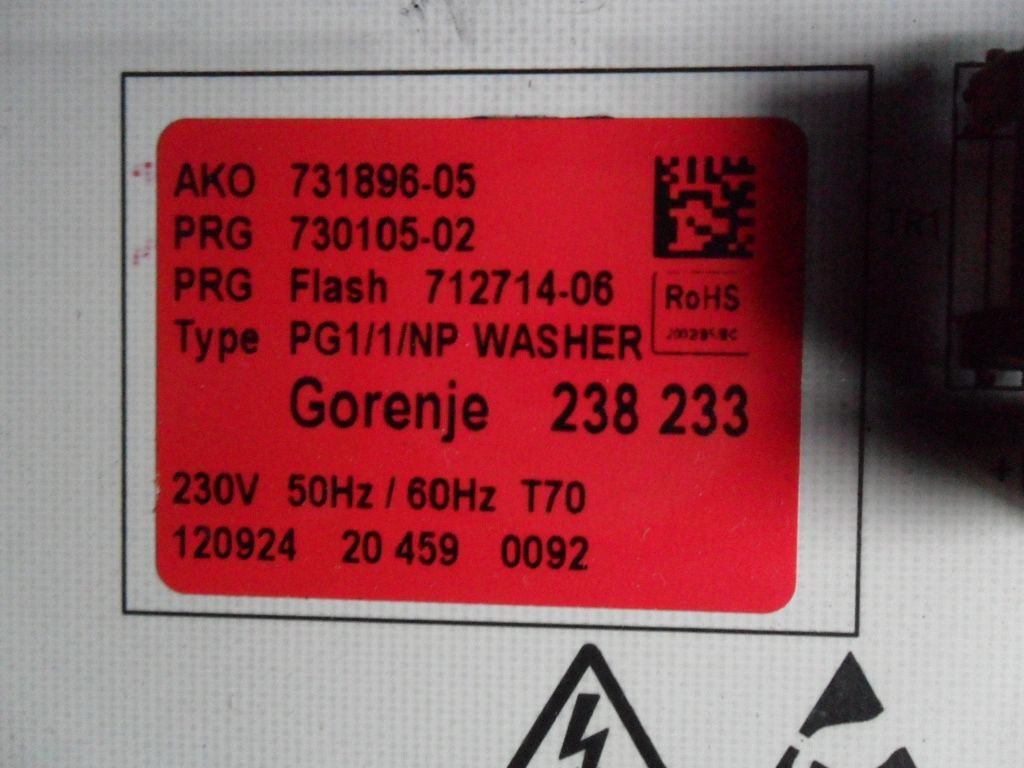 AKO 731896-05
PRG 730105-02
PRG Flash 712714-06
RoHS
Type PG1/1/NP WASHER
Gorenje 238 233
230V 50Hz / 60Hz T70
120924 20 459 0092
TR1